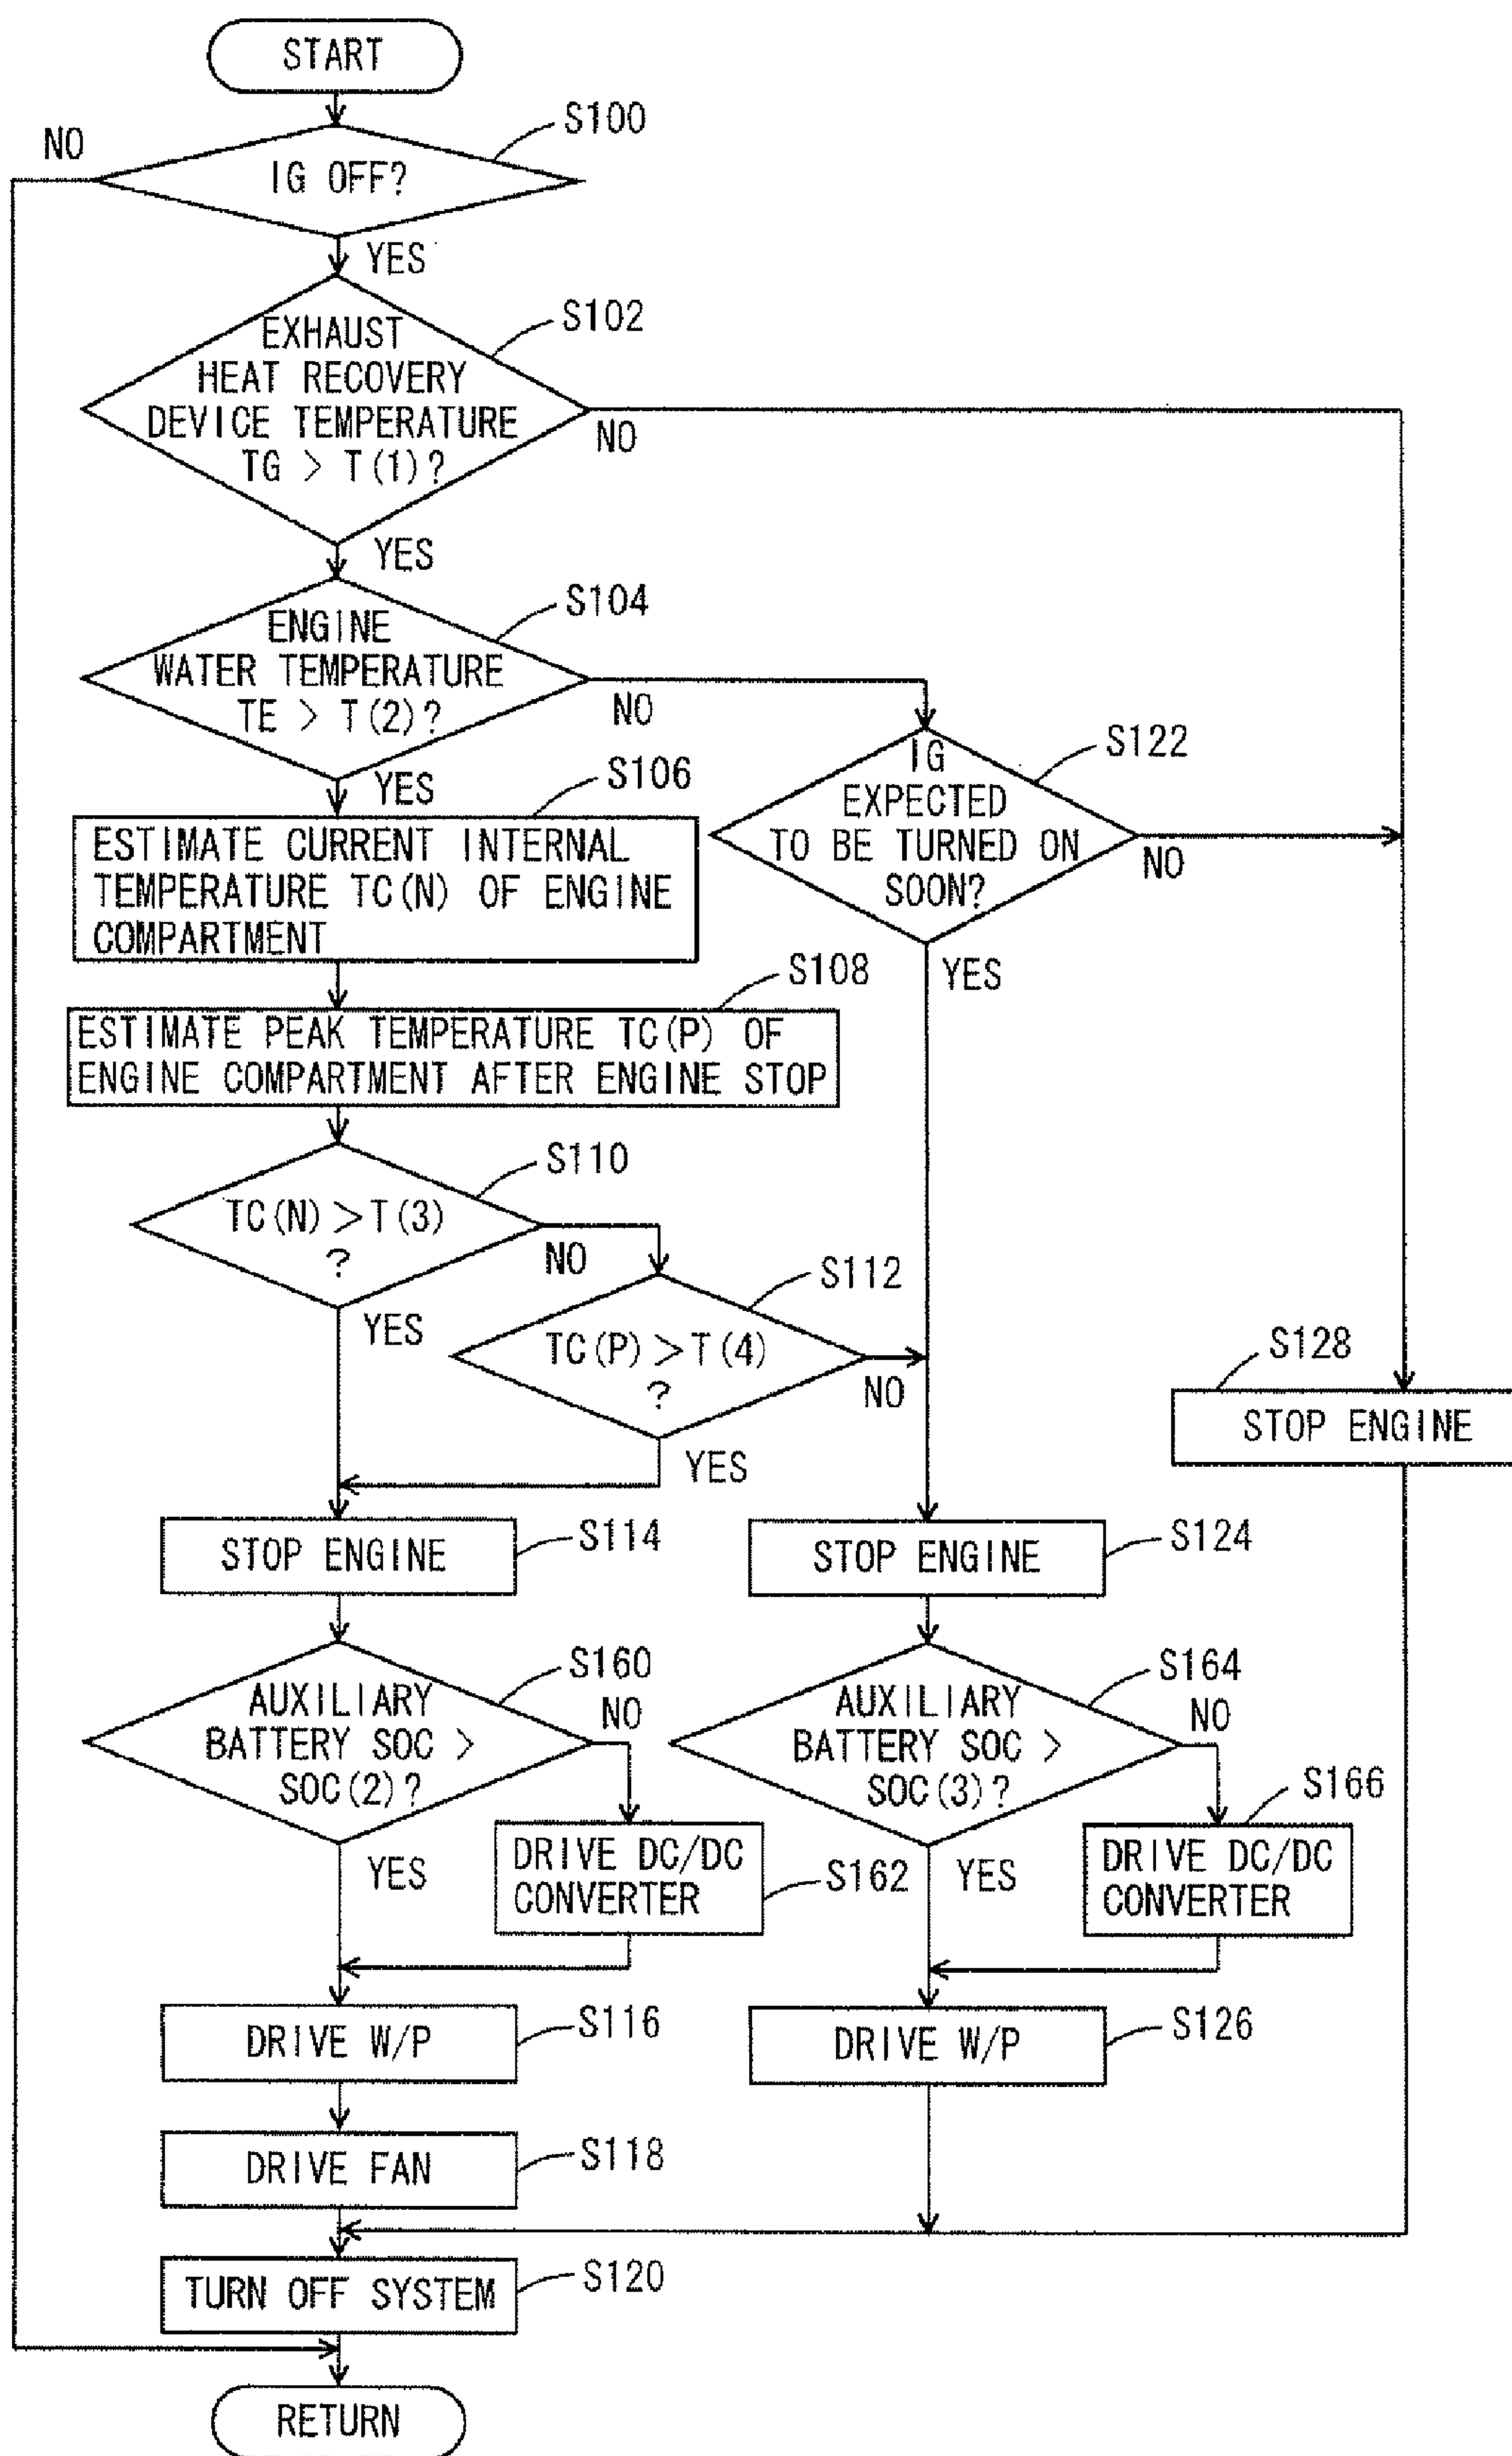 START
S100
NO
IG OFF?
YES
S102
EXHAUST
HEAT RECOVERY
DEVICE TEMPERATURE
TG > T(1)?
NO
YES
S104
ENGINE
WATER TEMPERATURE
TE > T(2)?
NO
YES
S122
IG
EXPECTED
TO BE TURNED ON
SOON?
NO
YES
S106
ESTIMATE CURRENT INTERNAL
TEMPERATURE TC(N) OF ENGINE
COMPARTMENT
S108
ESTIMATE PEAK TEMPERATURE TC(P) OF
ENGINE COMPARTMENT AFTER ENGINE STOP
S110
TC(N) > T(3)
?
NO
YES
S112
TC(P) > T(4)
?
NO
YES
S128
STOP ENGINE
STOP ENGINE
S114
STOP ENGINE
S124
S160
AUXILIARY
BATTERY SOC >
SOC(2)?
NO
YES
DRIVE DC/DC
CONVERTER
S162
S164
AUXILIARY
BATTERY SOC >
SOC(3)?
NO
YES
S166
DRIVE DC/DC
CONVERTER
DRIVE W/P
S116
DRIVE W/P
S126
DRIVE FAN
S118
TURN OFF SYSTEM
S120
RETURN